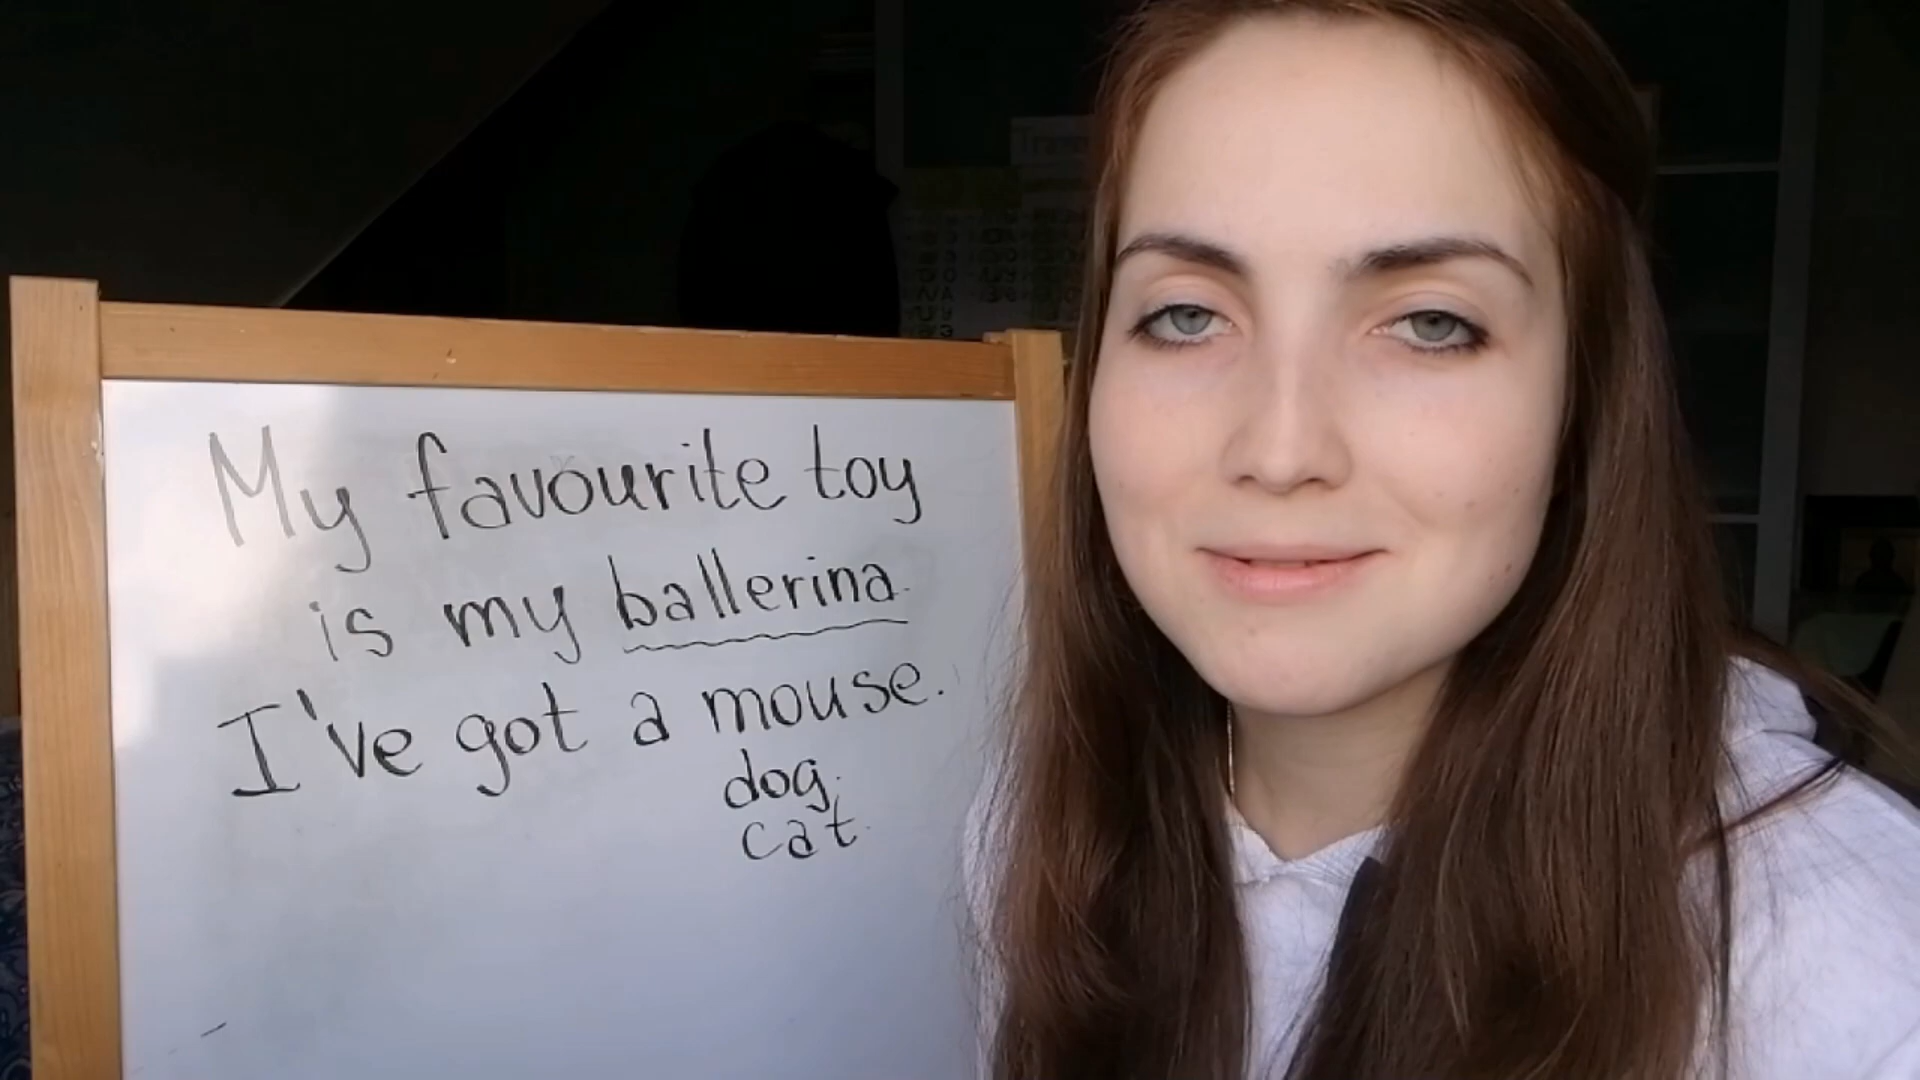 My favourite toy
is my ballerina.
I've got a mouse.
dog.
cat.